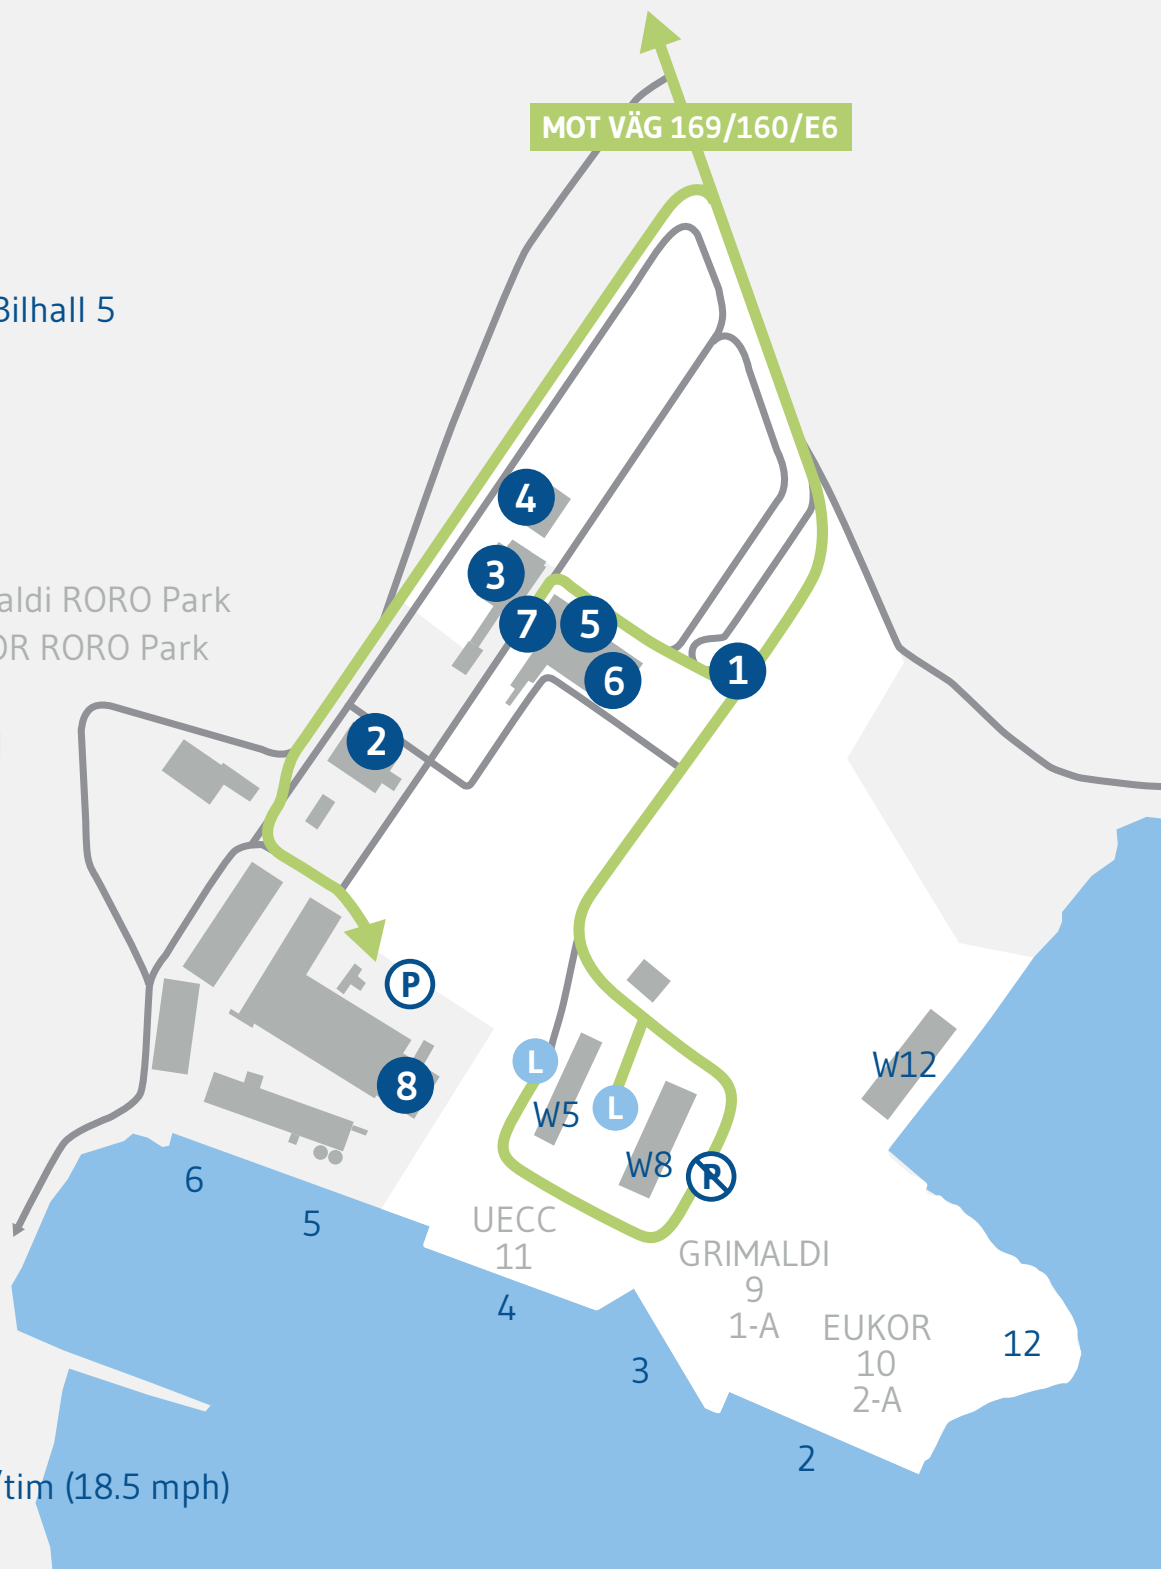 MOT VÄG 169/160/E6
Bilhall 5
4
3
aldi RORO Park
7
5
OR RORO Park
1
6
2
P
L
W12
8
L
W5
W8
P
6
5
UECC
11
GRIMALDI
9
1-A
4
EUKOR
10
2-A
12
3
2
/tim (18.5 mph)